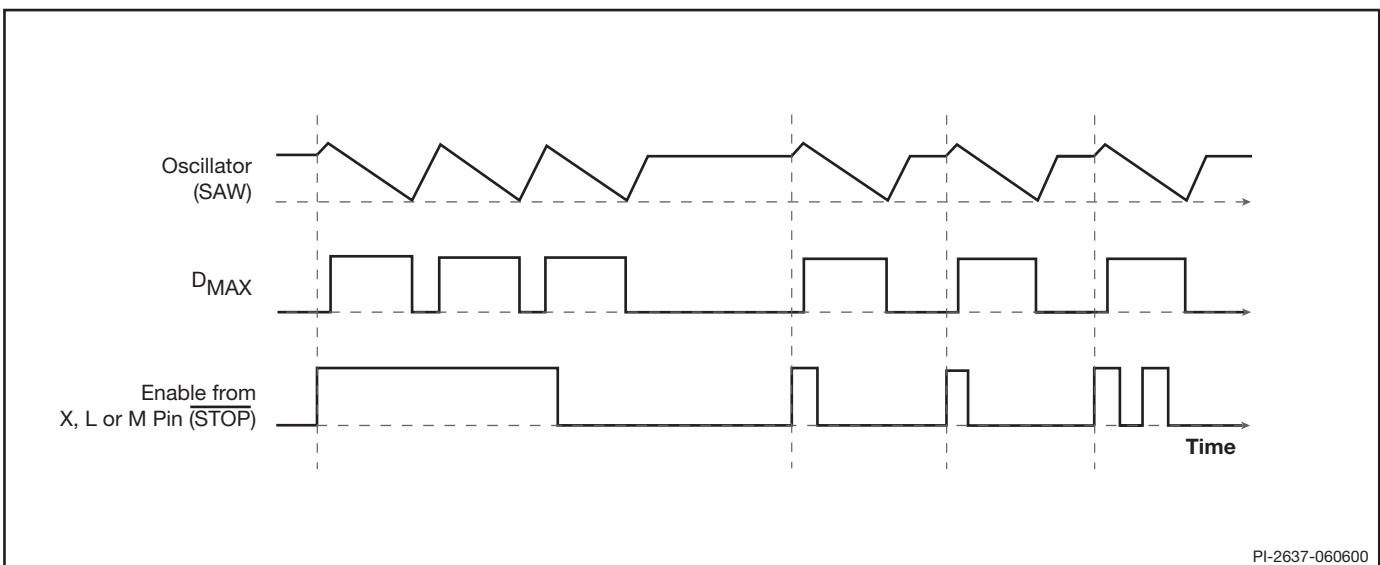 Oscillator
(SAW)
DMAX
Enable from
X, L or M Pin (STOP)
Time
PI-2637-060600